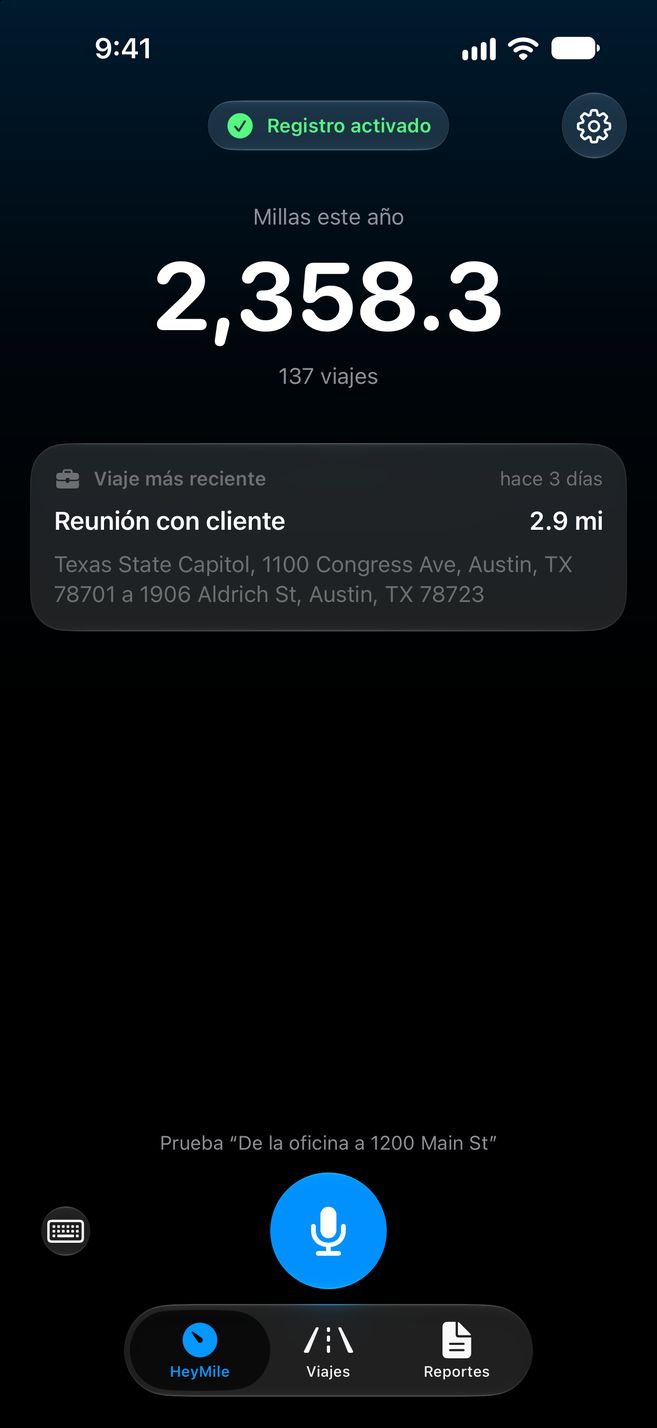 9:41
Registro activado
Millas este año
2,358.3
137 viajes
Viaje más reciente hace 3 días
Reunión con cliente 2.9 mi
Texas State Capitol, 1100 Congress Ave, Austin, TX
78701 a 1906 Aldrich St, Austin, TX 78723
Prueba “De la oficina a 1200 Main St”
HeyMile Viajes Reportes